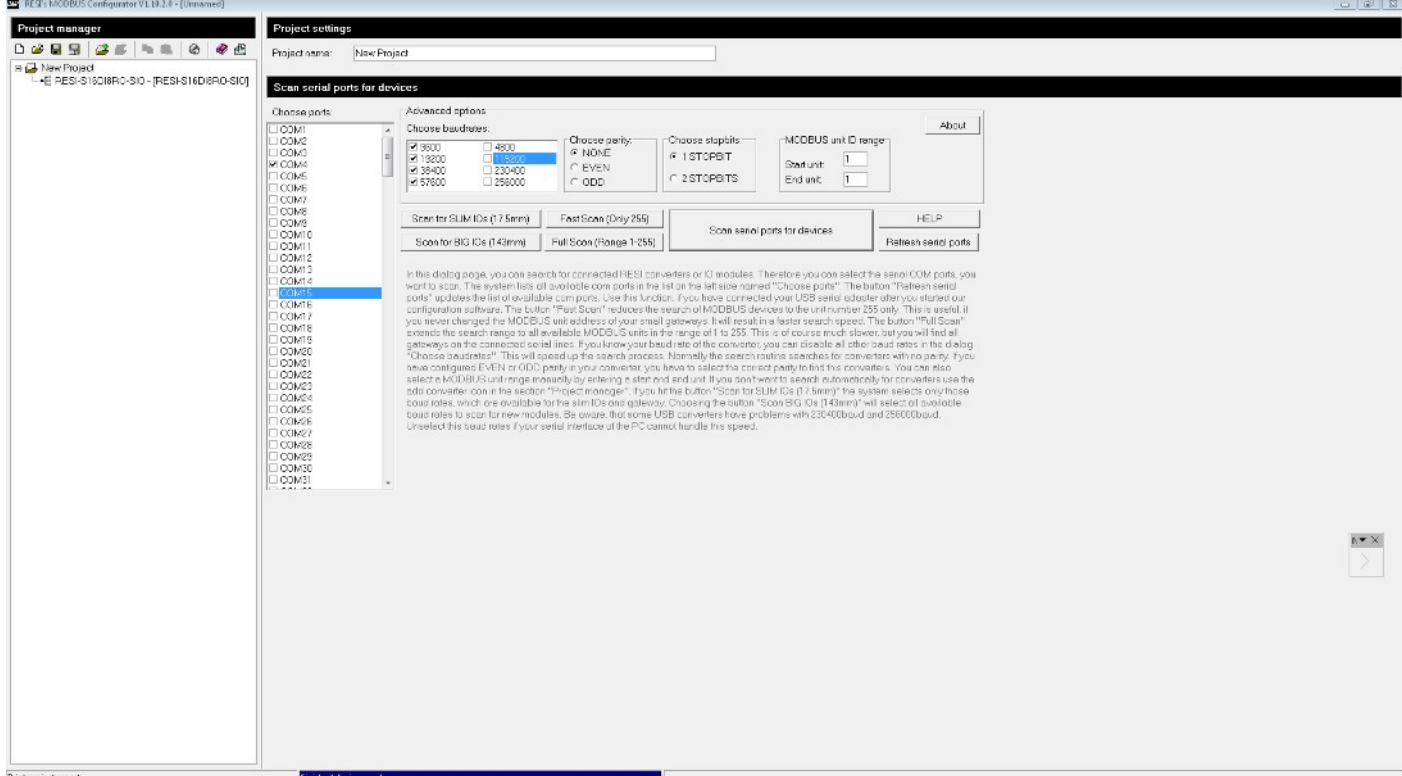 RESI's MODBUS Configurator V1.19.2.0 - [Unnamed]
Project manager
New Project
RESI-S16DI8RO-SIO - [RESI-S16DI8RO-SIO]
Project settings
Project name: New Project
Scan serial ports for devices
Choose ports:
COM1
COM2
COM3
COM4
COM5
COM6
COM7
COM8
COM9
COM10
COM11
COM12
COM13
COM14
COM15
COM16
COM17
COM18
COM19
COM20
COM21
COM22
COM23
COM24
COM25
COM26
COM27
COM28
COM29
COM30
COM31
Advanced options
About
Choose baudrates:
9600 4800
19200 115200
38400 230400
57600 256000
Choose parity:
NONE
EVEN
ODD
Choose stopbits
1 STOPBIT
2 STOPBITS
MODBUS unit ID range
Start unit: 1
End unit: 1
Scan for SLIM IOs (17.5mm) Fast Scan (Only 255) Scan serial ports for devices HELP
Scan for BIG IOs (143mm) Full Scan (Range 1-255) Refresh serial ports
In this dialog page, you can search for connected RESI converters or IO modules. Therefore you can select the serial COM ports, you
want to scan. The system lists all available com ports in the list on the left side named "Choose ports". The button "Refresh serial
ports" updates the list of available com ports. Use this function, if you have connected your USB serial adapter after you started our
configuration software. The button "Fast Scan" reduces the search of MODBUS devices to the unit number 255 only. This is useful, if
you never changed the MODBUS unit address of your small gateways. It will result in a faster search speed. The button "Full Scan"
extends the search range to all available MODBUS units in the range of 1 to 255. This is of course much slower, but you will find all
gateways on the connected serial lines. If you know your baud rate of the converter, you can disable all other baud rates in the dialog
"Choose baudrates". This will speed up the search process. Normally the search routine searches for converters with no parity. If you
have configured EVEN or ODD parity in your converter, you have to select the correct parity to find this converters. You can also
select a MODBUS unit range manually by entering a start and end unit. If you don't want to search automatically for converters use the
add converter icon in the section "Project manager". If you hit the button "Scan for SLIM IOs (17.5mm)" the system selects only those
baud rates, which are available for the slim IOs and gateway. Choosing the button "Scan BIG IOs (143mm)" will select all available
baud rates to scan for new modules. Be aware, that some USB converters have problems with 230400baud and 256000baud.
Unselect this baud rates if your serial interface of the PC cannot handle this speed.